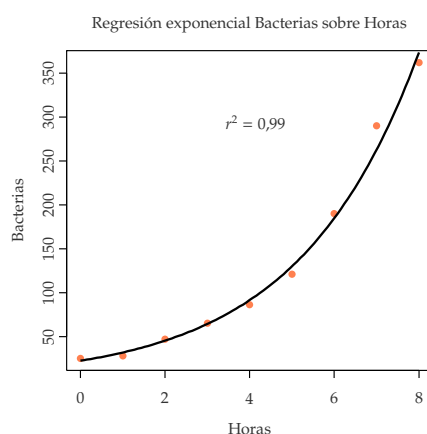 Regresión exponencial Bacterias sobre Horas
350
300
250
200
150
100
50
Bacterias
r² = 0,99
0 2 4 6 8
Horas